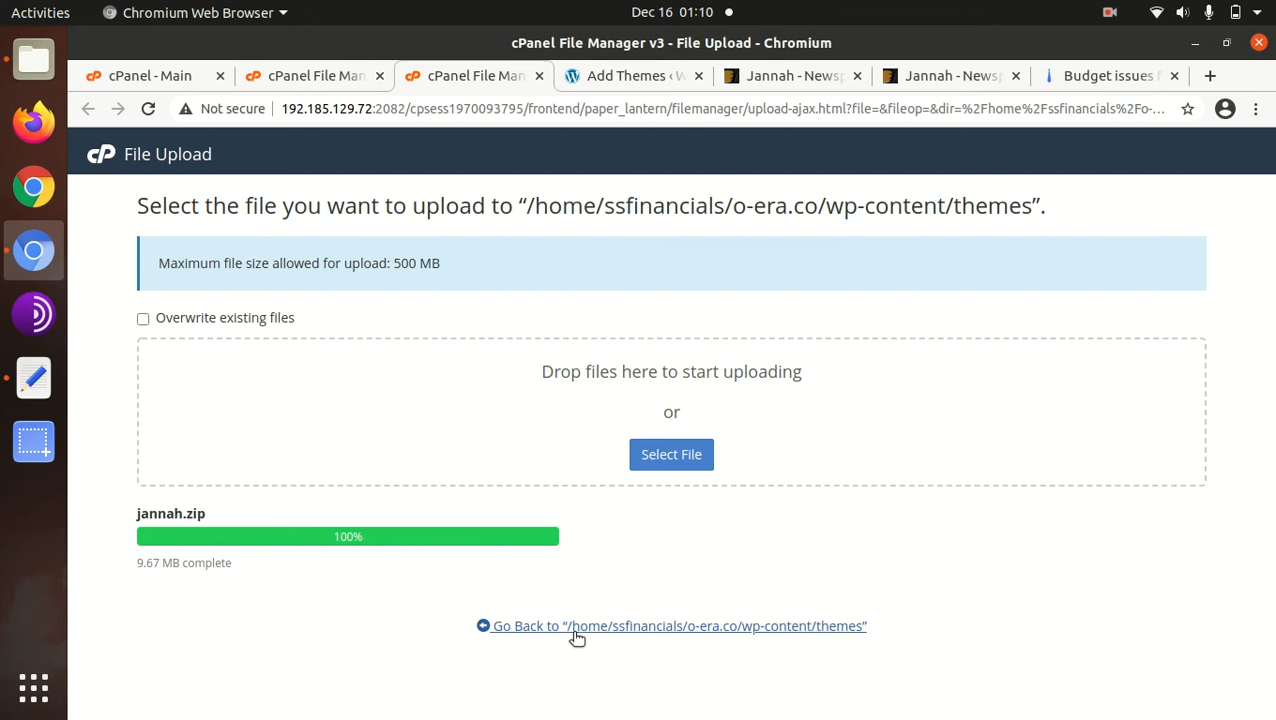 Activities
Chromium Web Browser
Dec 16 01:10
cPanel File Manager v3 - File Upload - Chromium
cPanel - Main
cPanel File Man
cPanel File Man
Add Themes ‹ W
Jannah - Newsp
Jannah - Newsp
Budget issues f
Not secure
192.185.129.72:2082/cpsess1970093795/frontend/paper_lantern/filemanager/upload-ajax.html?file=&fileop=&dir=%2Fhome%2Fssfinancials%2Fo-...
cP File Upload
Select the file you want to upload to “/home/ssfinancials/o-era.co/wp-content/themes”.
Maximum file size allowed for upload: 500 MB
Overwrite existing files
Drop files here to start uploading
or
Select File
jannah.zip
100%
9.67 MB complete
Go Back to “/home/ssfinancials/o-era.co/wp-content/themes”